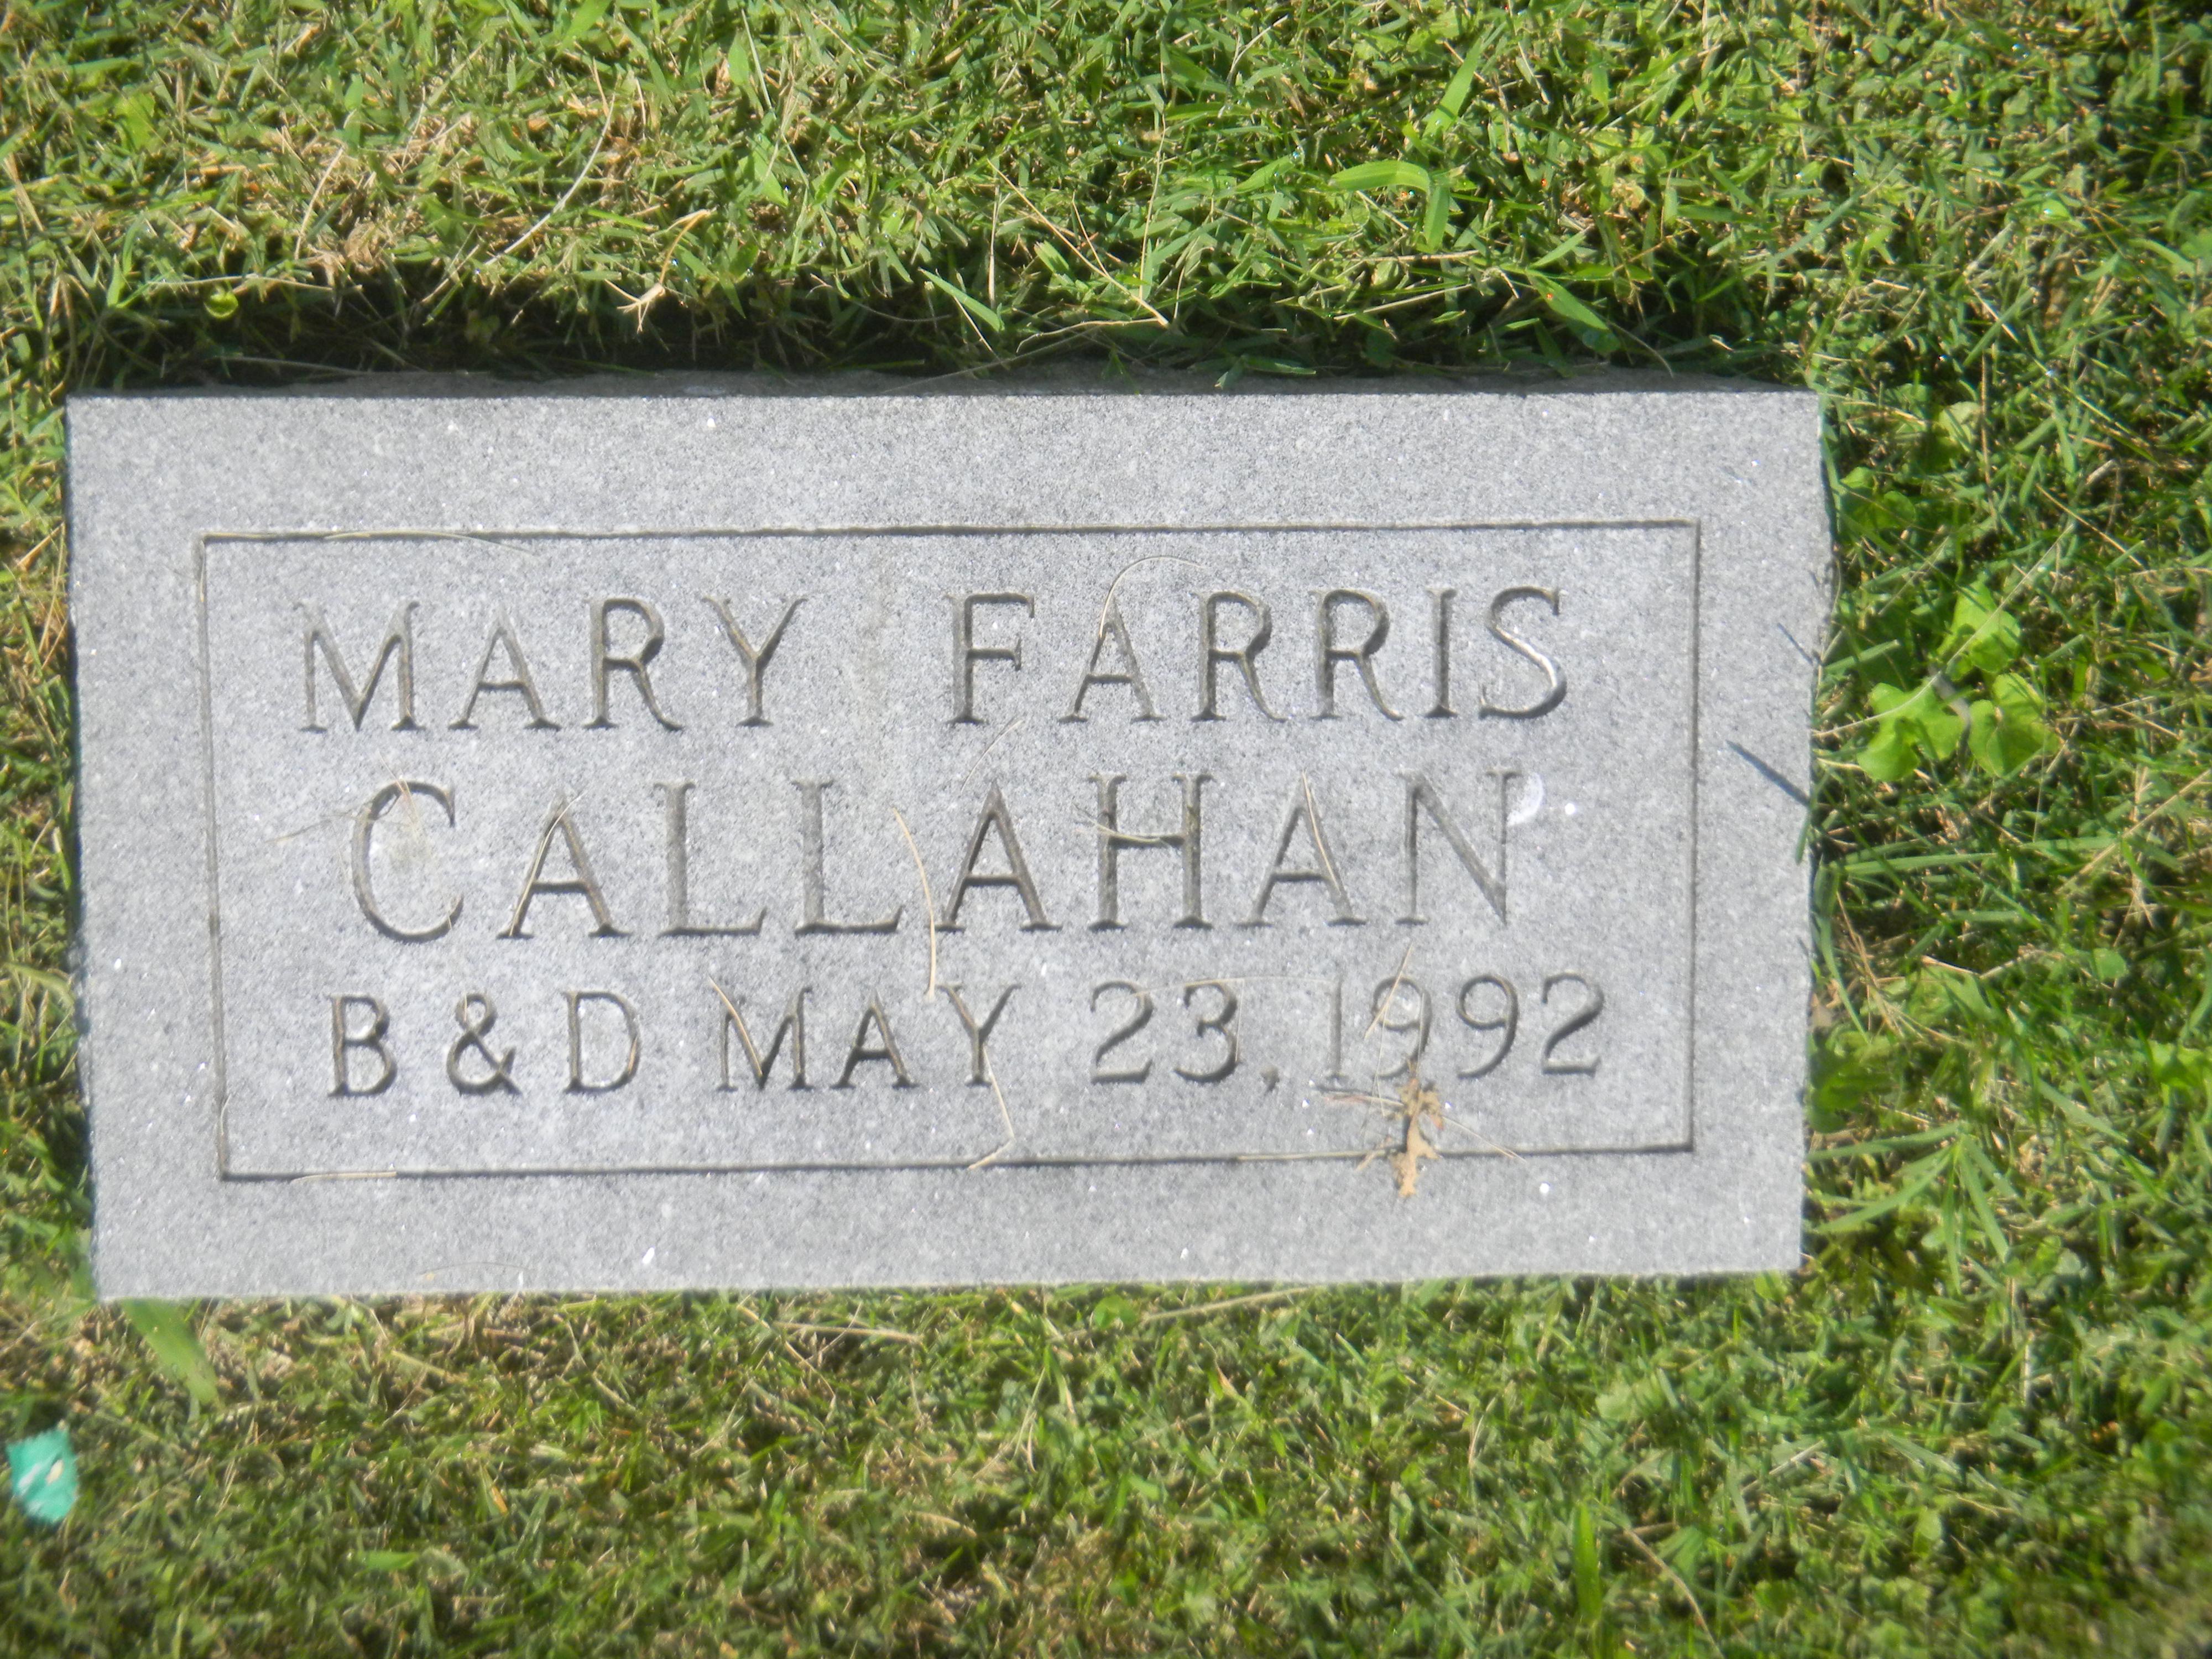 MARY FARRIS
CALLAHAN
B & D MAY 23, 1992